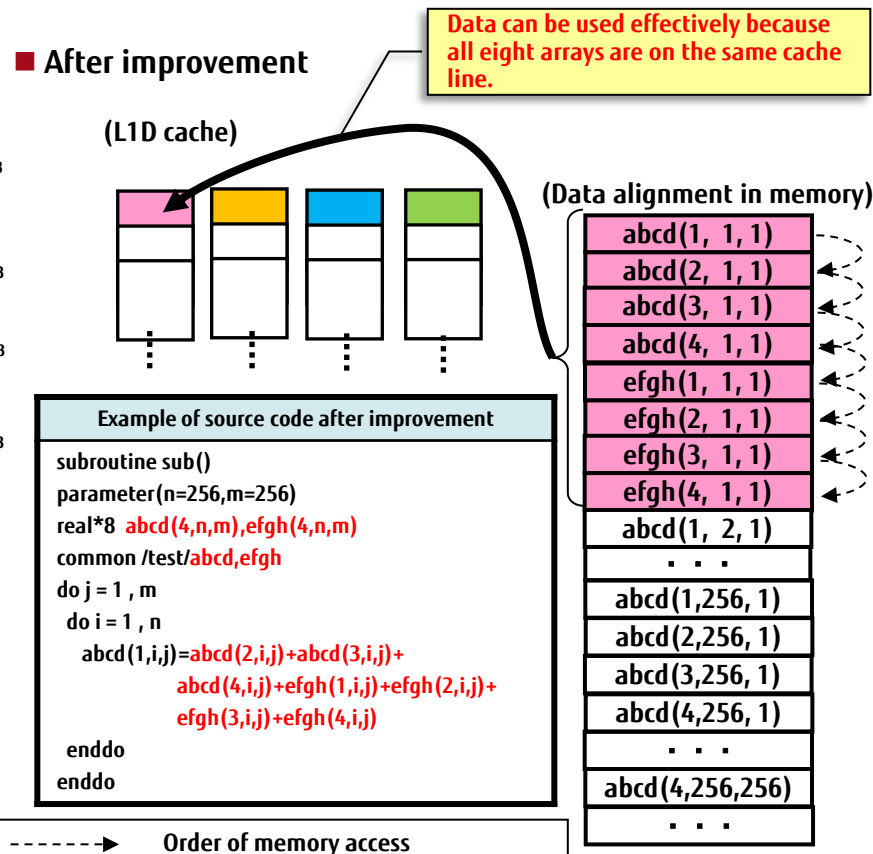 Data can be used effectively because
all eight arrays are on the same cache
line.
■ After improvement
(L1D cache)
3
3
3
3
(Data alignment in memory)
abcd(1, 1, 1)
abcd(2, 1, 1)
abcd(3, 1, 1)
abcd(4, 1, 1)
efgh(1, 1, 1)
efgh(2, 1, 1)
efgh(3, 1, 1)
efgh(4, 1, 1)
abcd(1, 2, 1)
. . .
abcd(1,256, 1)
abcd(2,256, 1)
abcd(3,256, 1)
abcd(4,256, 1)
. . .
abcd(4,256,256)
. . .
Example of source code after improvement
subroutine sub()
parameter(n=256,m=256)
real*8 abcd(4,n,m),efgh(4,n,m)
common /test/abcd,efgh
do j = 1 , m
do i = 1 , n
abcd(1,i,j)=abcd(2,i,j)+abcd(3,i,j)+
abcd(4,i,j)+efgh(1,i,j)+efgh(2,i,j)+
efgh(3,i,j)+efgh(4,i,j)
enddo
enddo
Order of memory access